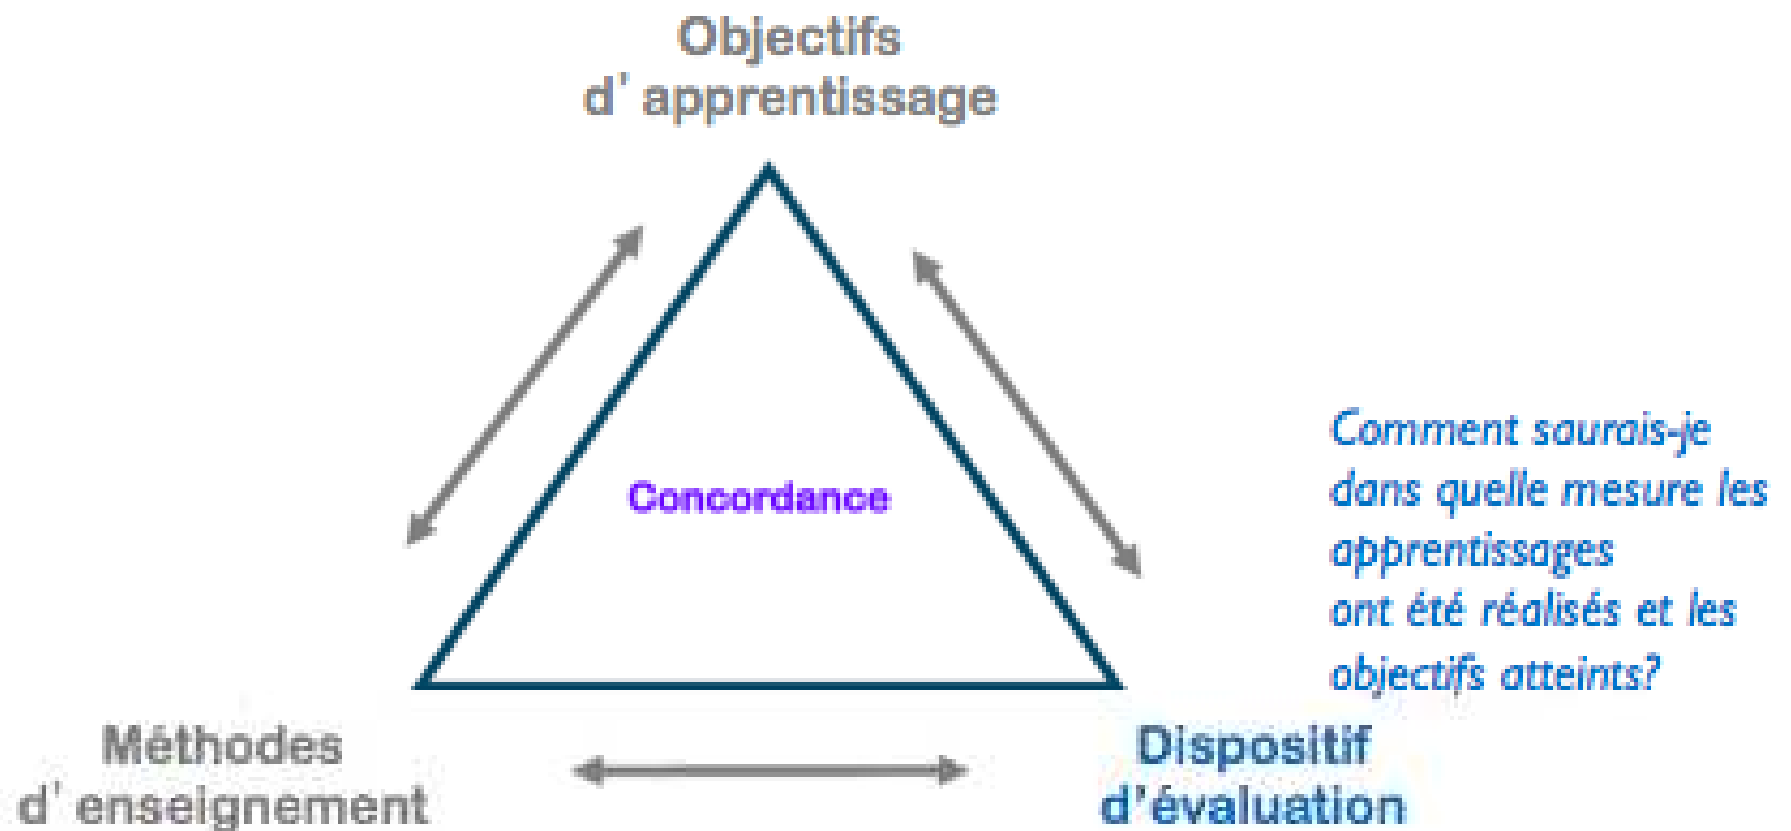 Objectifs
d' apprentissage
Concordance
Comment saurais-je
dans quelle mesure les
apprentissages
ont été réalisés et les
objectifs atteints?
Méthodes
d' enseignement
Dispositif
d'évaluation